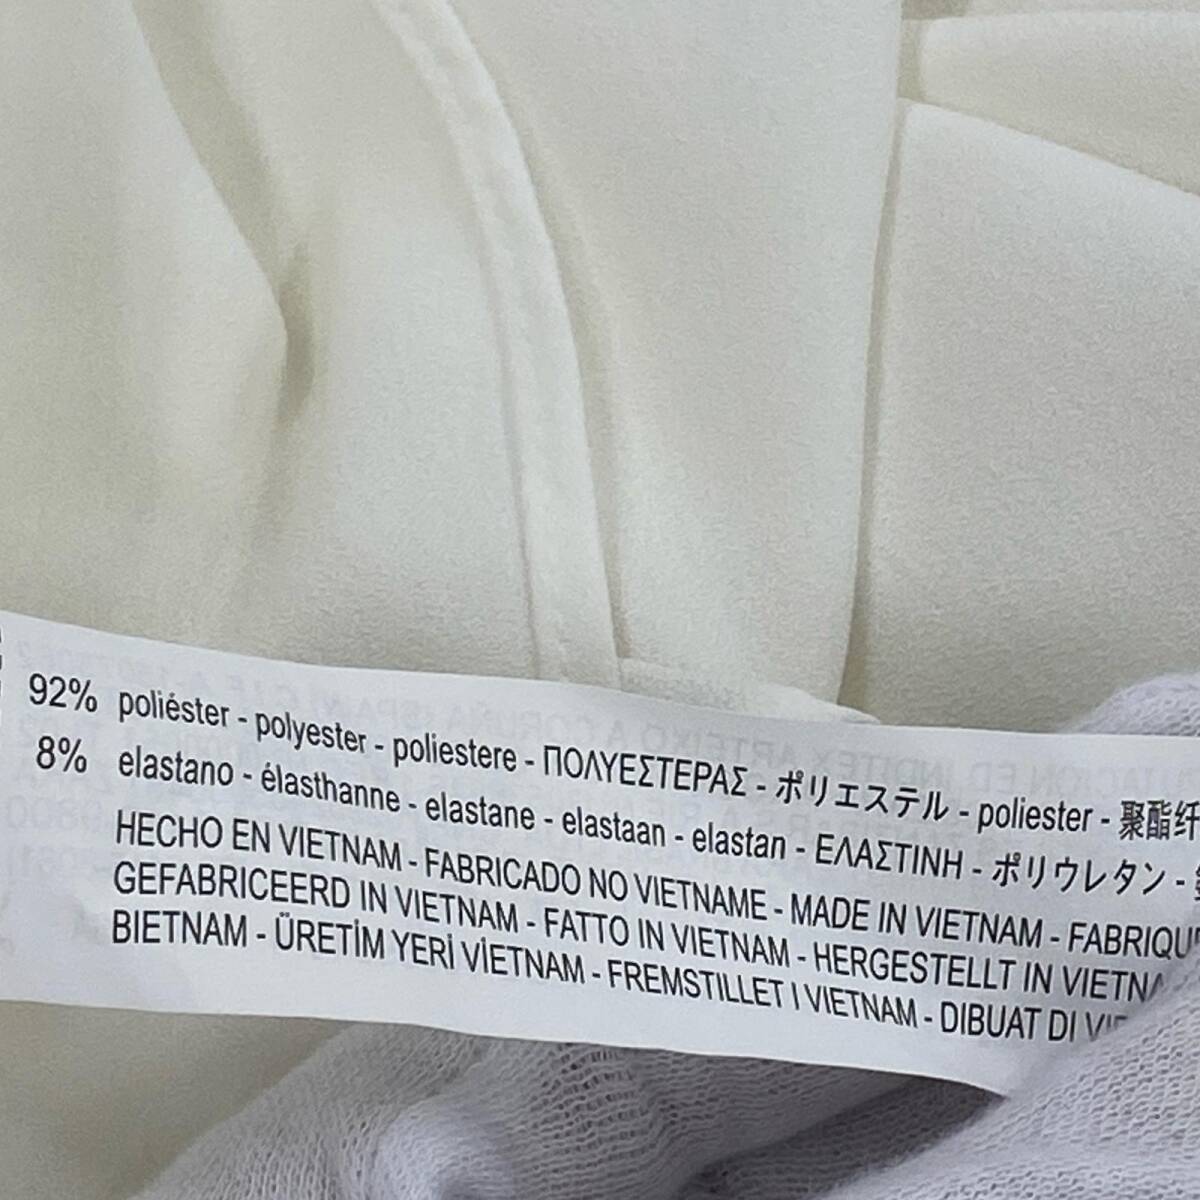 92% poliéster - polyester - poliestere - ΠΟΛΥΕΣΤΕΡΑΣ - ポリエステル - poliester - 聚酯纤
8% elastano - élasthanne - elastane - elastaan - elastan - ΕΛΑΣΤΙΝΗ - ポリウレタン -
HECHO EN VIETNAM - FABRICADO NO VIETNAME - MADE IN VIETNAM - FABRIQU
GEFABRICEERD IN VIETNAM - FATTO IN VIETNAM - HERGESTELLT IN VIETNA
BIETNAM - ÜRETİM YERİ VİETNAM - FREMSTILLET I VIETNAM - DIBUAT DI